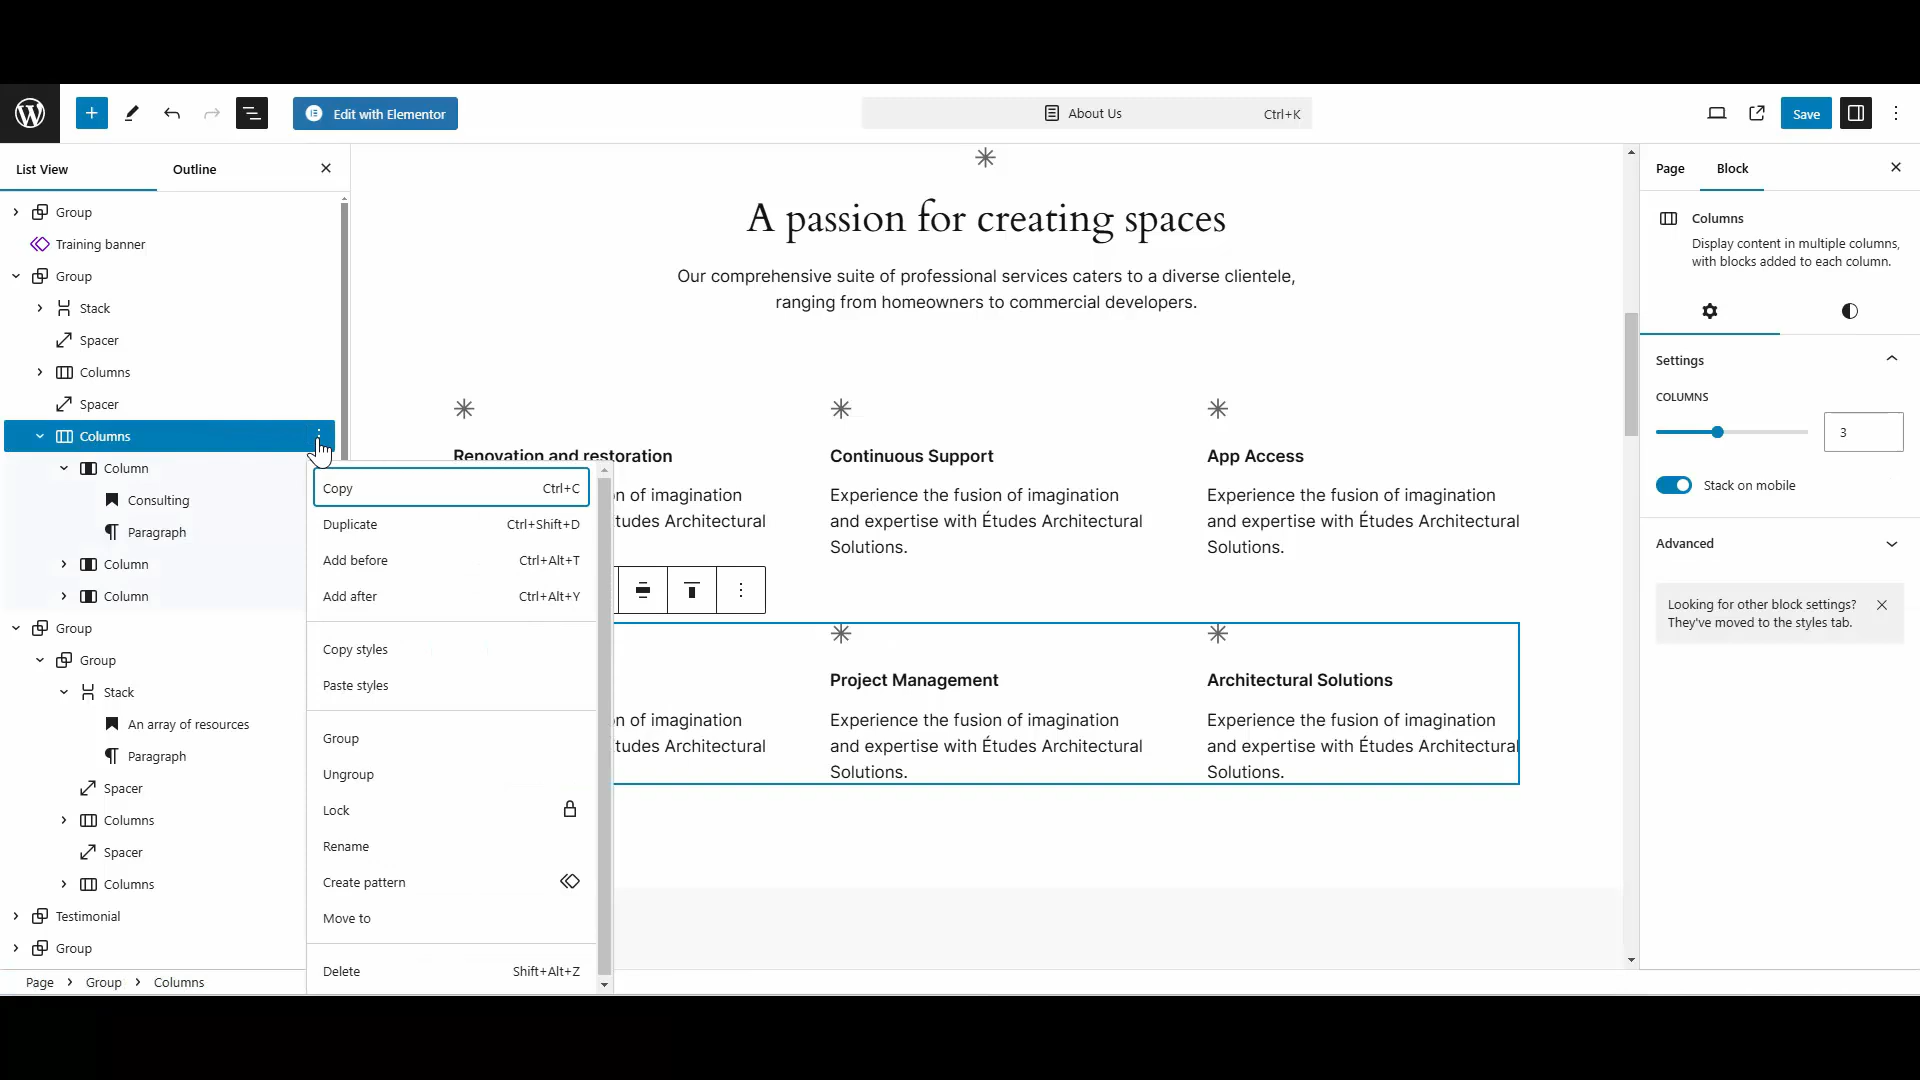 Edit with Elementor
About Us
Ctrl+K
Save
List View
Outline
Group
Training banner
Group
Stack
Spacer
Columns
Spacer
Columns
Column
Consulting
Paragraph
Column
Column
Group
Group
Stack
An array of resources
Paragraph
Spacer
Columns
Spacer
Columns
Testimonial
Group
Page
Group
Columns
Copy Ctrl+C
Duplicate Ctrl+Shift+D
Add before Ctrl+Alt+T
Add after Ctrl+Alt+Y
Copy styles
Paste styles
Group
Ungroup
Lock
Rename
Create pattern
Move to
Delete Shift+Alt+Z
A passion for creating spaces
Our comprehensive suite of professional services caters to a diverse clientele,
ranging from homeowners to commercial developers.
Renovation and restoration
n of imagination
tudes Architectural
Continuous Support
Experience the fusion of imagination
and expertise with Études Architectural
Solutions.
App Access
Experience the fusion of imagination
and expertise with Études Architectural
Solutions.
n of imagination
tudes Architectural
Project Management
Experience the fusion of imagination
and expertise with Études Architectural
Solutions.
Architectural Solutions
Experience the fusion of imagination
and expertise with Études Architectural
Solutions.
Page
Block
Columns
Display content in multiple columns,
with blocks added to each column.
Settings
COLUMNS
3
Stack on mobile
Advanced
Looking for other block settings?
They've moved to the styles tab.